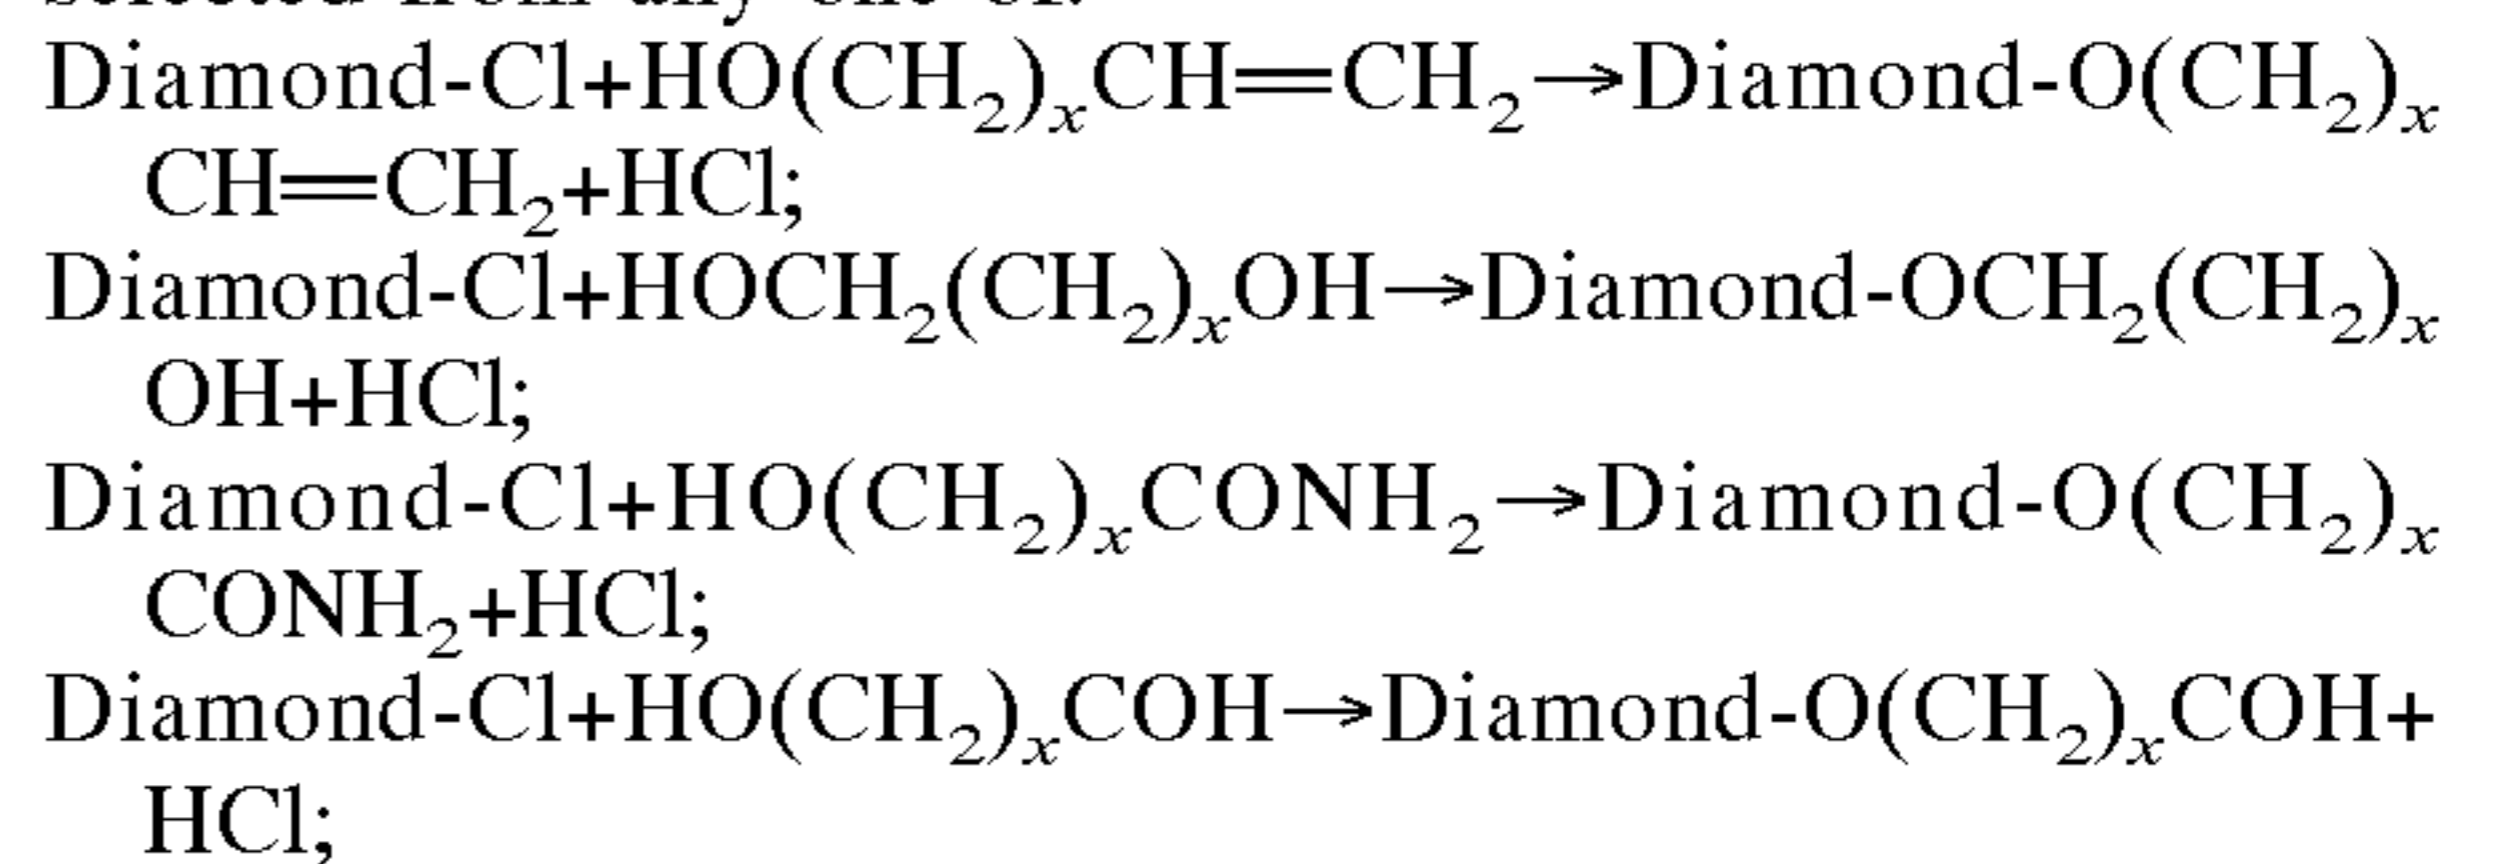 Diamond-Cl+HO(CH₂)ₓCH═CH₂→Diamond-O(CH₂)ₓ
CH═CH₂+HCl;
Diamond-Cl+HOCH₂(CH₂)ₓOH→Diamond-OCH₂(CH₂)ₓ
OH+HCl;
Diamond-Cl+HO(CH₂)ₓCONH₂→Diamond-O(CH₂)ₓ
CONH₂+HCl;
Diamond-Cl+HO(CH₂)ₓCOH→Diamond-O(CH₂)ₓCOH+
HCl;